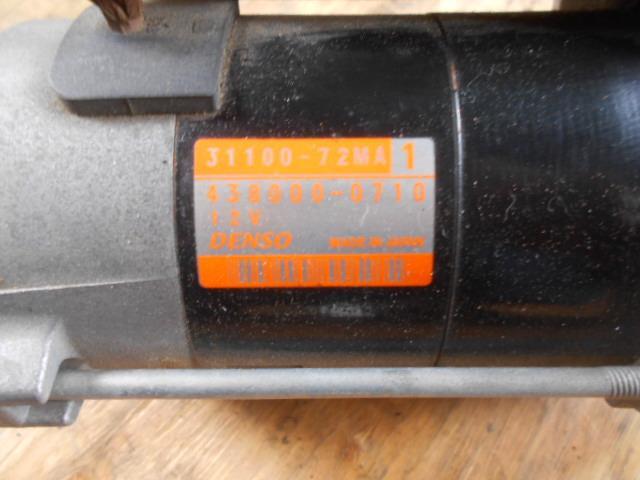 31100-72MA 1
438000-0710
12V
DENSO MADE IN JAPAN